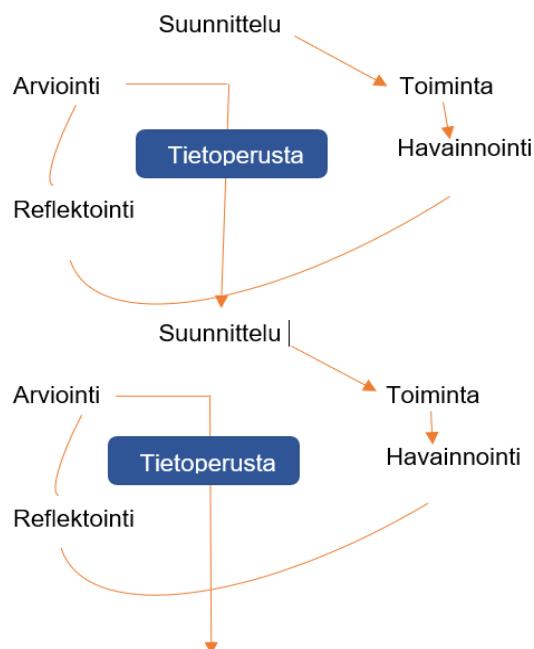 Suunnittelu
Arviointi
Toiminta
Tietoperusta
Havainnointi
Reflektointi
Suunnittelu
Arviointi
Toiminta
Tietoperusta
Havainnointi
Reflektointi